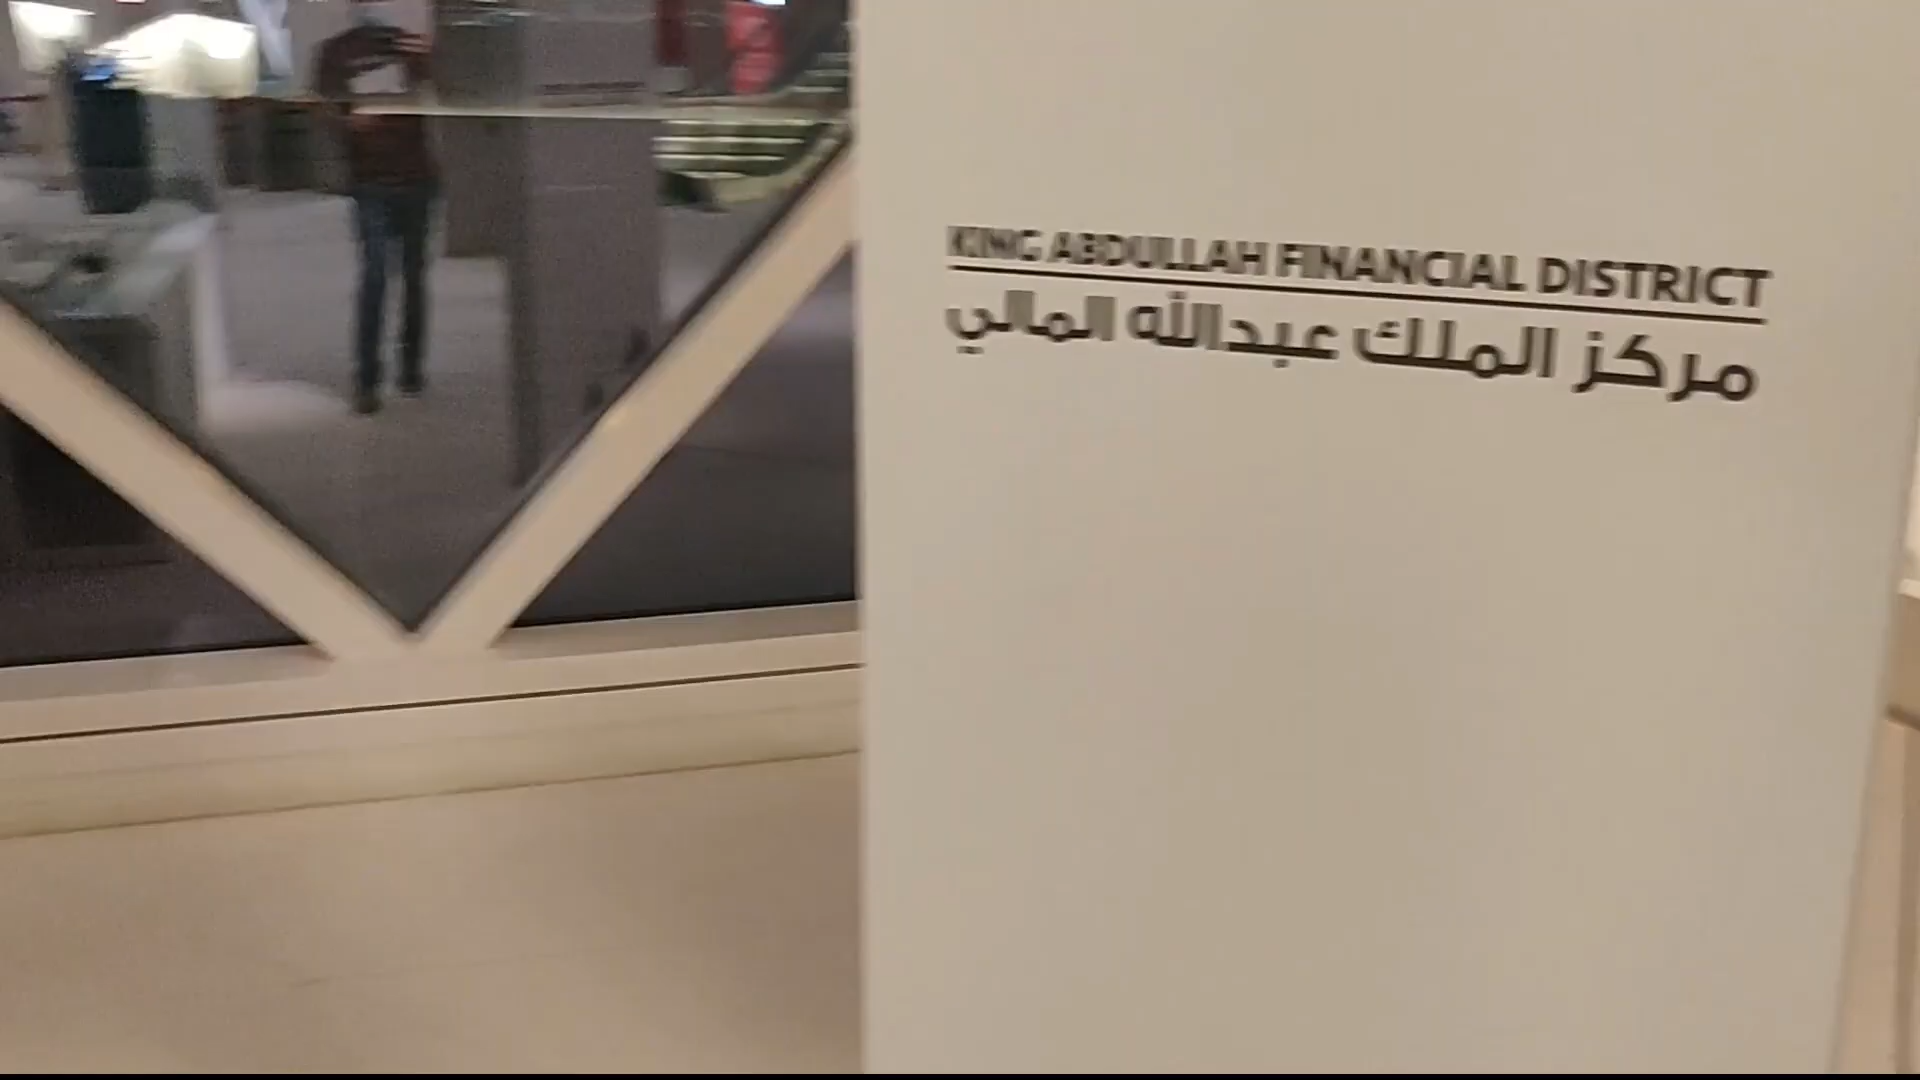 KING ABDULLAH FINANCIAL DISTRICT
مركز الملك عبدالله المالي